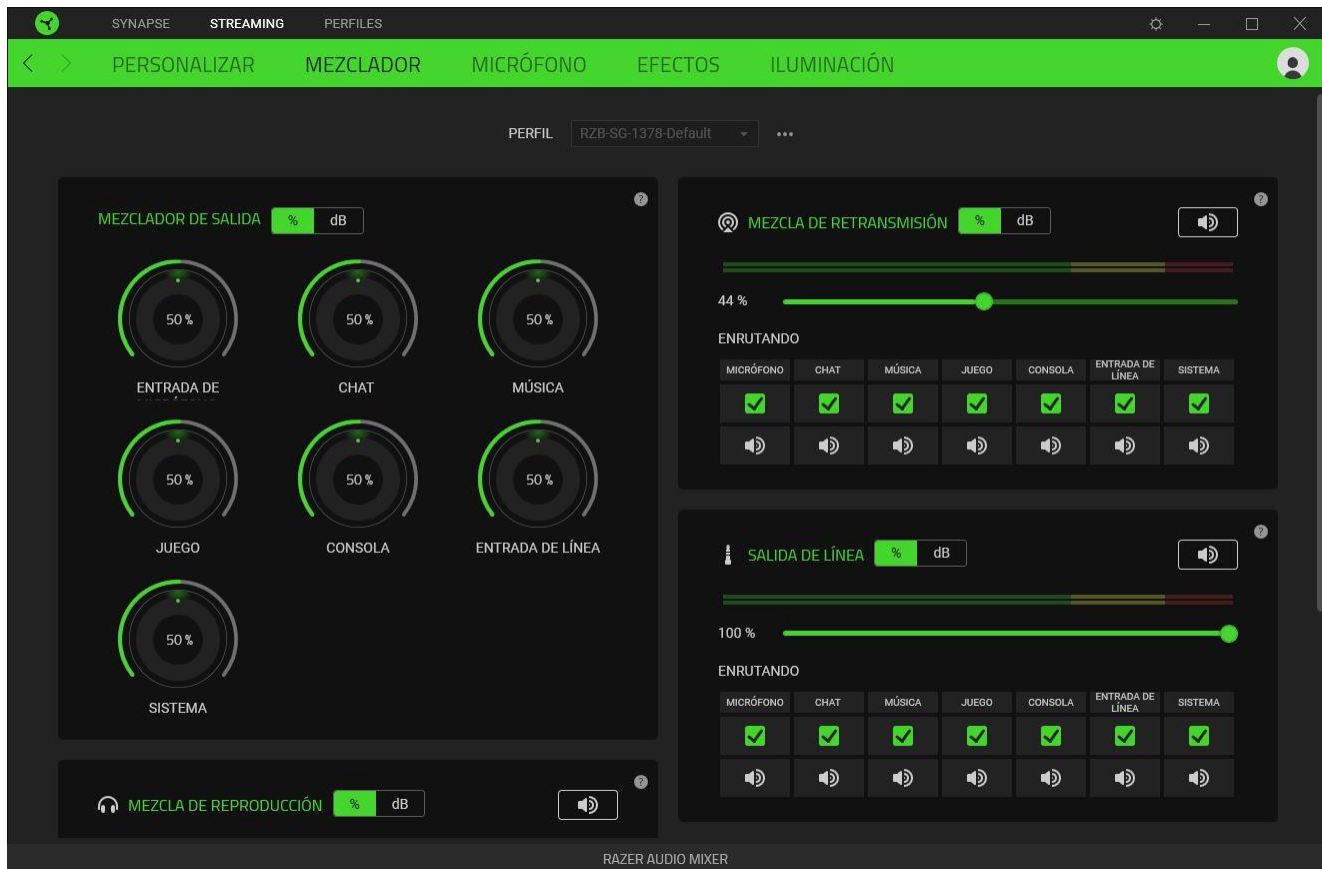 SYNAPSE STREAMING PERFILES
PERSONALIZAR MEZCLADOR MICRÓFONO EFECTOS ILUMINACIÓN
PERFIL RZB-SG-1378-Default
MEZCLADOR DE SALIDA % dB
50 % 50 % 50 %
ENTRADA DE CHAT MÚSICA
50 % 50 % 50 %
JUEGO CONSOLA ENTRADA DE LÍNEA
50 %
SISTEMA
MEZCLA DE REPRODUCCIÓN % dB
MEZCLA DE RETRANSMISIÓN % dB
44 %
ENRUTANDO
MICRÓFONO CHAT MÚSICA JUEGO CONSOLA ENTRADA DE LÍNEA SISTEMA
SALIDA DE LÍNEA % dB
100 %
ENRUTANDO
MICRÓFONO CHAT MÚSICA JUEGO CONSOLA ENTRADA DE LÍNEA SISTEMA
RAZER AUDIO MIXER